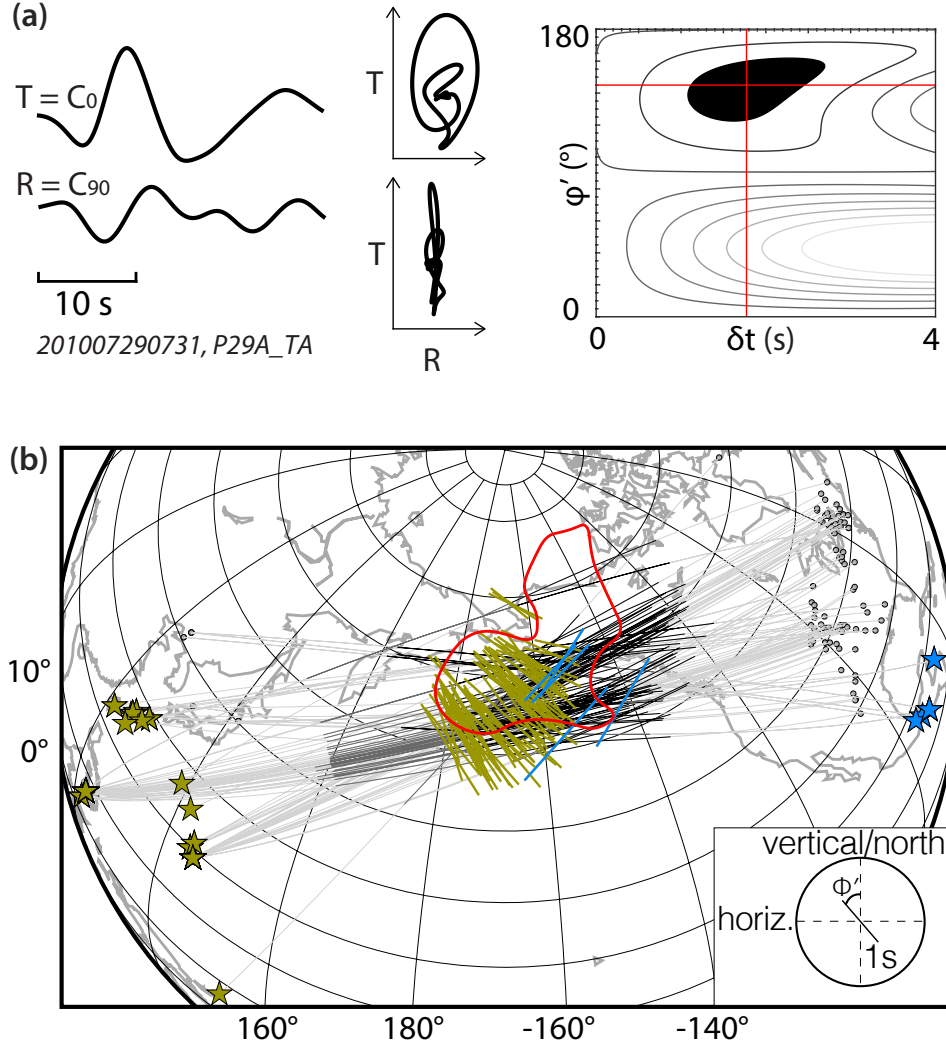 (a)
T = C0
R = C90
10 s
201007290731, P29A_TA
T
T
R
180
φ’ (°)
0
0
δt (s)
4
(b)
10°
0°
160°
180°
-160°
-140°
vertical/north
Φ’
horiz.
1s